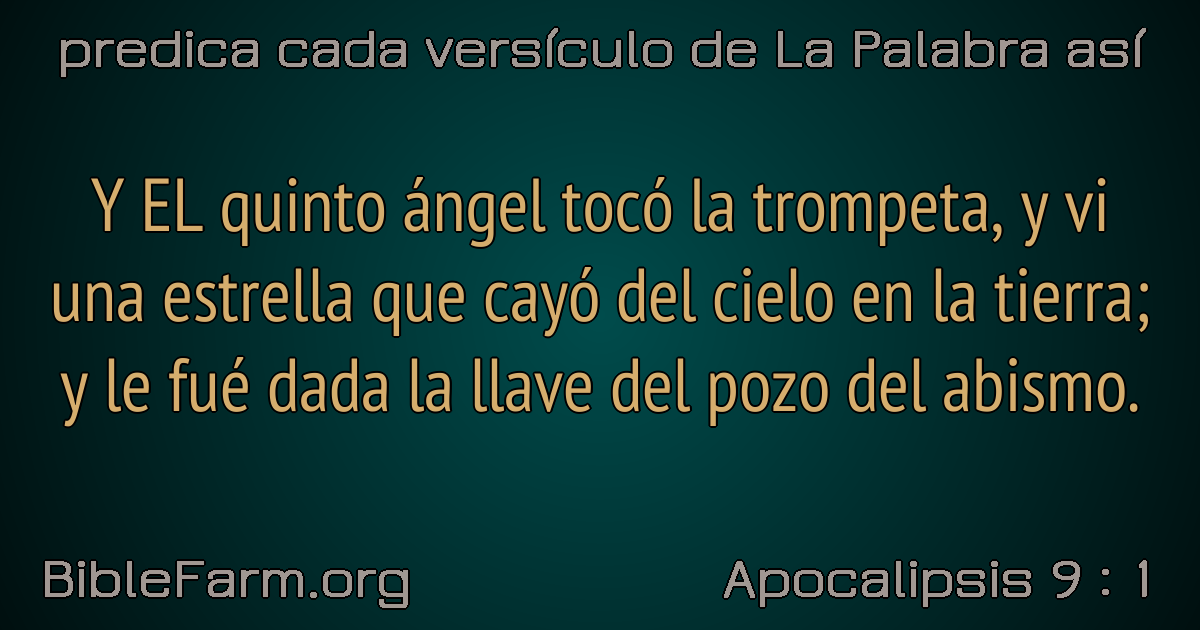 predica cada versículo de La Palabra así
Y EL quinto ángel tocó la trompeta, y vi
una estrella que cayó del cielo en la tierra;
y le fué dada la llave del pozo del abismo.
BibleFarm.org
Apocalipsis 9 : 1